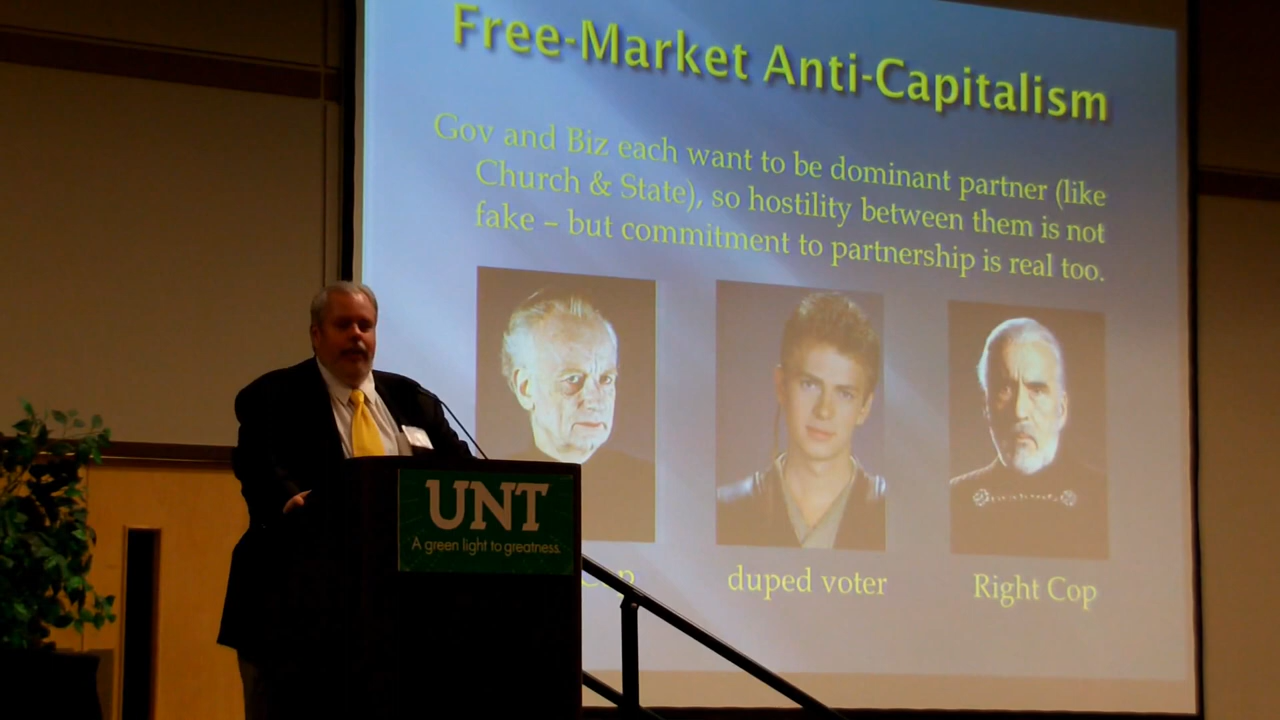 Free-Market Anti-Capitalism
Gov and Biz each want to be dominant partner (like
Church & State), so hostility between them is not
fake – but commitment to partnership is real too.
Cop
duped voter
Right Cop
UNT
A green light to greatness.